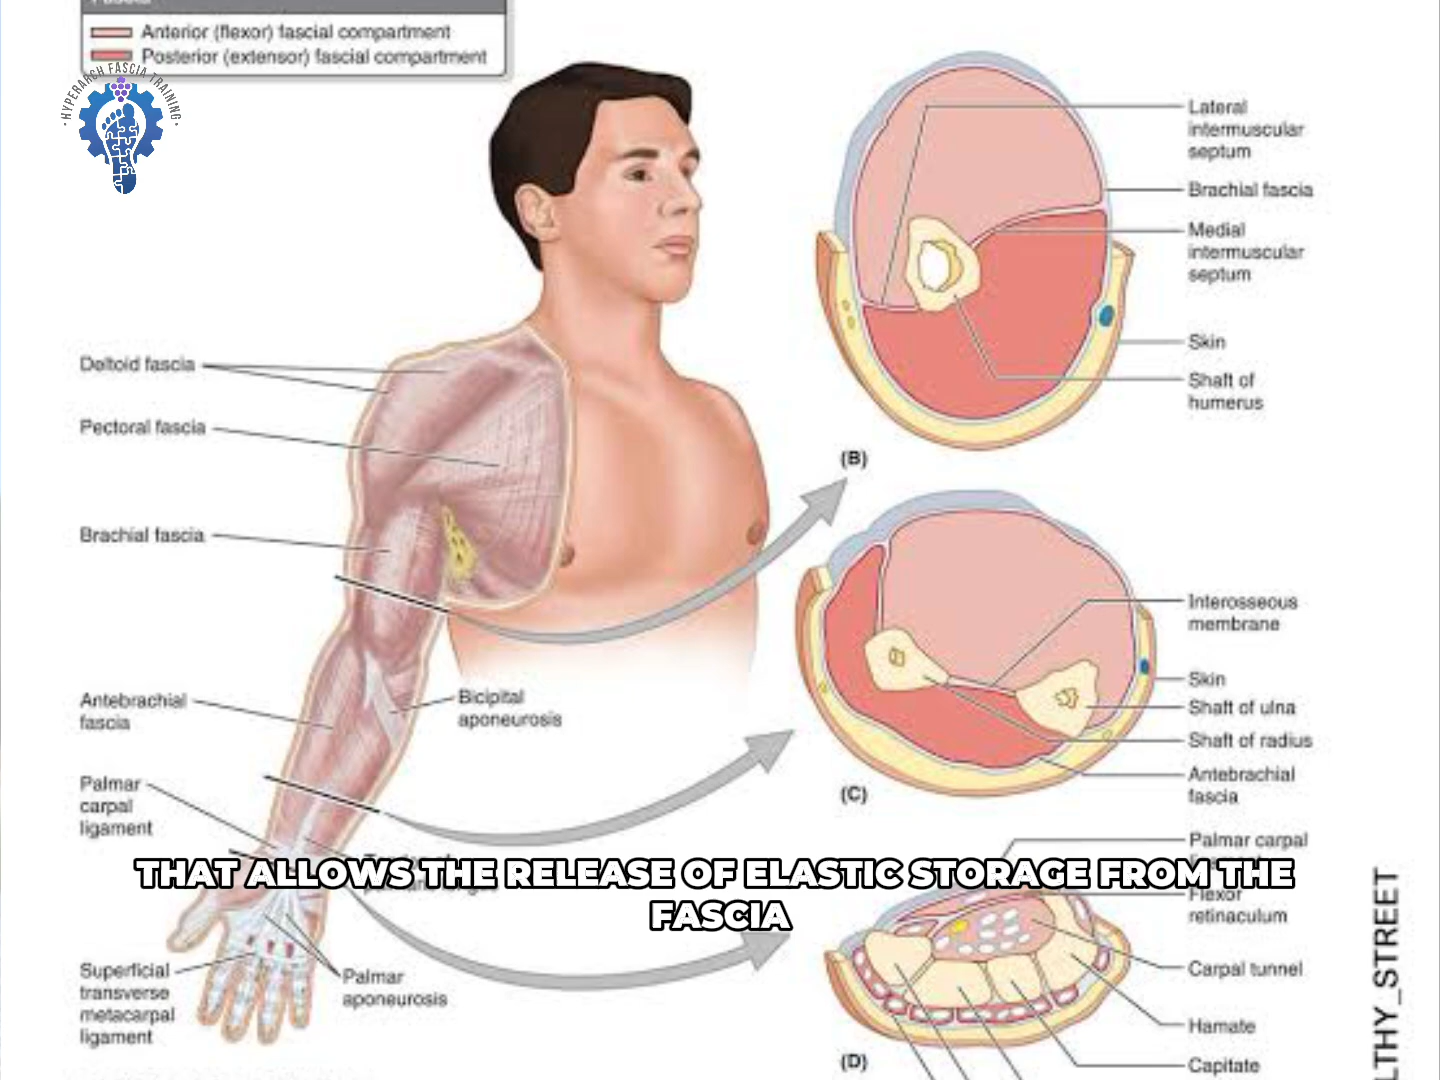 Fascia
Anterior (flexor) fascial compartment
Posterior (extensor) fascial compartment
·HYPERARCH FASCIA TRAINING·
Lateral
intermuscular
septum
Brachial fascia
Medial
intermuscular
septum
Skin
Shaft of
humerus
(B)
Deltoid fascia
Pectoral fascia
Brachial fascia
Interosseous
membrane
Skin
Shaft of ulna
Shaft of radius
Antebrachial
fascia
(C)
Antebrachial
fascia
Bicipital
aponeurosis
Palmar
carpal
ligament
Palmar carpal
THAT ALLOWS THE RELEASE OF ELASTIC STORAGE FROM THE
FASCIA
Flexor
retinaculum
Carpal tunnel
Hamate
Capitate
(D)
Superficial
transverse
metacarpal
ligament
Palmar
aponeurosis
LTHY_STREET